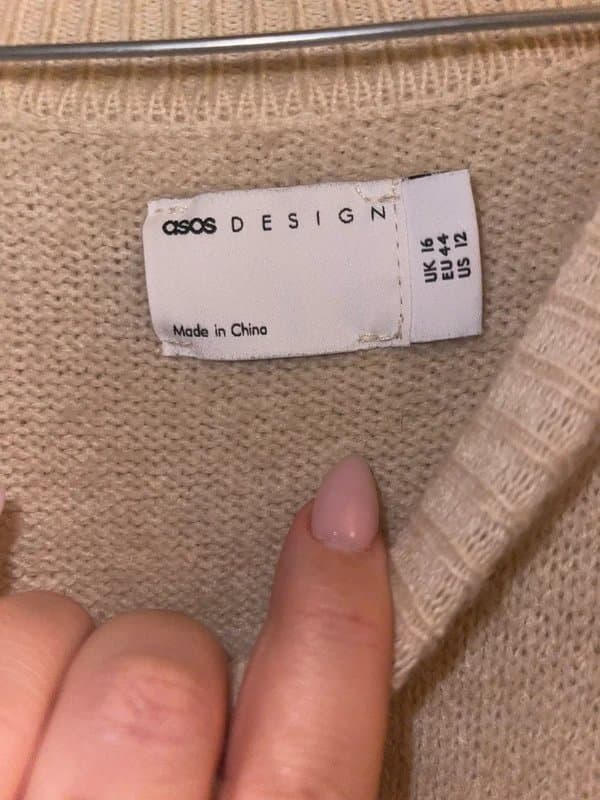 asos DESIGN
Made in China
UK 16
EU 44
US 12